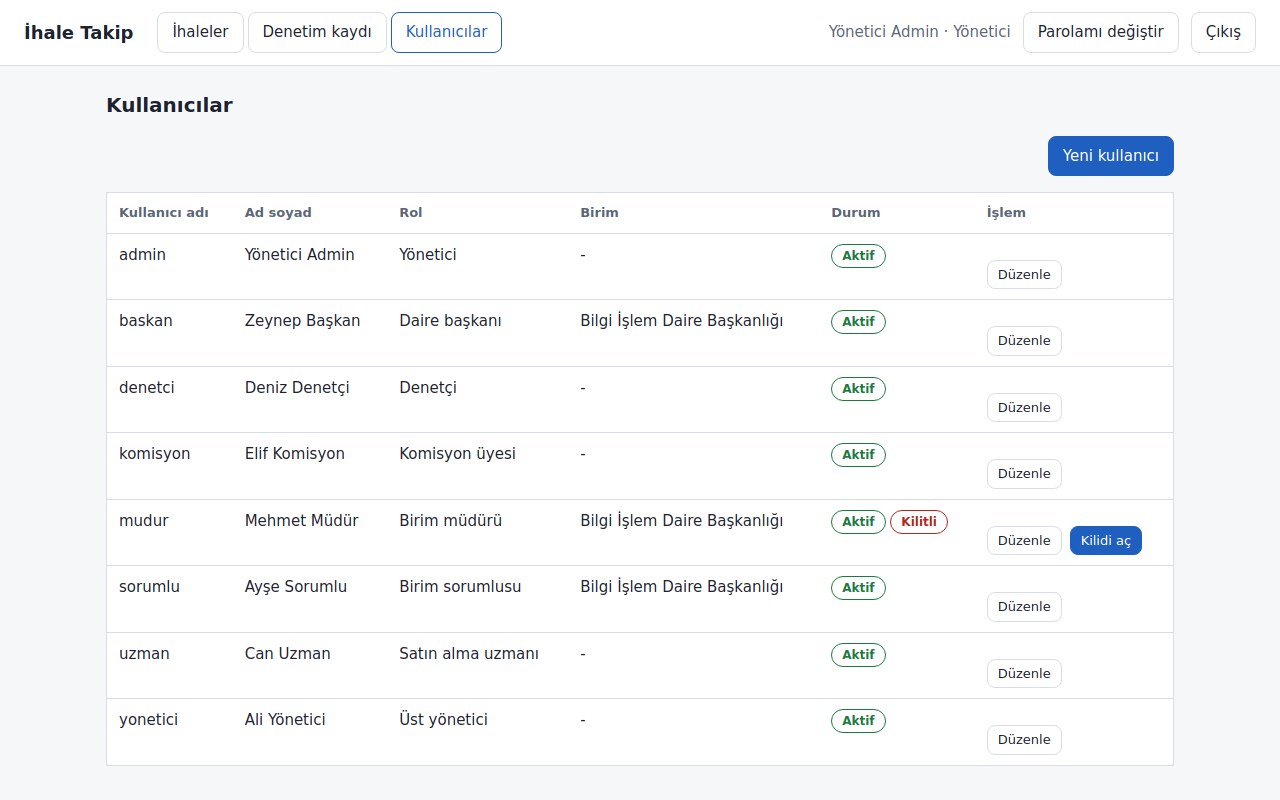 İhale Takip İhaleler Denetim kaydı Kullanıcılar Yönetici Admin · Yönetici Parolamı değiştir Çıkış
Kullanıcılar
Yeni kullanıcı
Kullanıcı adı Ad soyad Rol Birim Durum İşlem
admin Yönetici Admin Yönetici - Aktif Düzenle
baskan Zeynep Başkan Daire başkanı Bilgi İşlem Daire Başkanlığı Aktif Düzenle
denetci Deniz Denetçi Denetçi - Aktif Düzenle
komisyon Elif Komisyon Komisyon üyesi - Aktif Düzenle
mudur Mehmet Müdür Birim müdürü Bilgi İşlem Daire Başkanlığı Aktif Kilitli Düzenle Kilidi aç
sorumlu Ayşe Sorumlu Birim sorumlusu Bilgi İşlem Daire Başkanlığı Aktif Düzenle
uzman Can Uzman Satın alma uzmanı - Aktif Düzenle
yonetici Ali Yönetici Üst yönetici - Aktif Düzenle